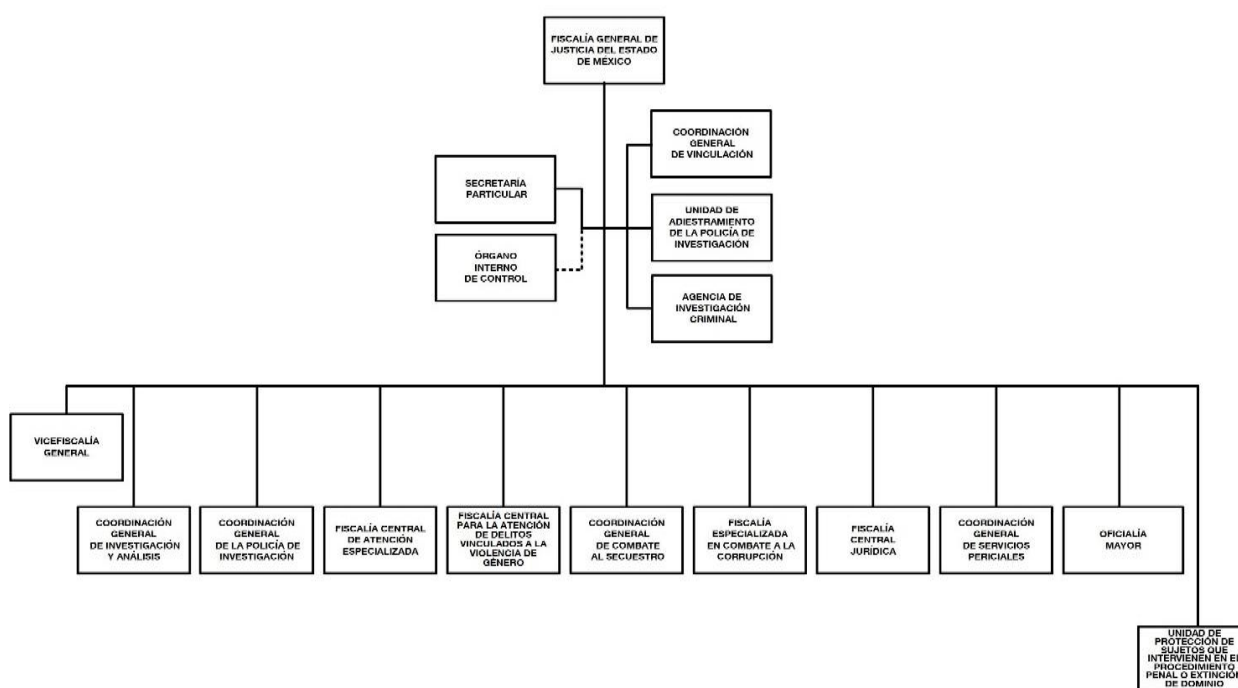 FISCALÍA GENERAL DE
JUSTICIA DEL ESTADO
DE MÉXICO
COORDINACIÓN
GENERAL
DE VINCULACIÓN
SECRETARÍA
PARTICULAR
UNIDAD DE
ADIESTRAMIENTO
DE LA POLICÍA DE
INVESTIGACIÓN
ÓRGANO
INTERNO
DE CONTROL
AGENCIA DE
INVESTIGACIÓN
CRIMINAL
VICEFISCALÍA
GENERAL
COORDINACIÓN
GENERAL
DE INVESTIGACIÓN
Y ANÁLISIS
COORDINACIÓN
GENERAL
DE LA POLICÍA DE
INVESTIGACIÓN
FISCALÍA CENTRAL
DE ATENCIÓN
ESPECIALIZADA
FISCALÍA CENTRAL
PARA LA ATENCIÓN
DE DELITOS
VINCULADOS A LA
VIOLENCIA DE
GÉNERO
COORDINACIÓN
GENERAL
DE COMBATE
AL SECUESTRO
FISCALÍA
ESPECIALIZADA
EN COMBATE A LA
CORRUPCIÓN
FISCALÍA
CENTRAL
JURÍDICA
COORDINACIÓN
GENERAL
DE SERVICIOS
PERICIALES
OFICIALÍA
MAYOR
UNIDAD DE
PROTECCIÓN DE
SUJETOS QUE
INTERVIENEN EN EL
PROCEDIMIENTO
PENAL O EXTINCIÓN
DE DOMINIO